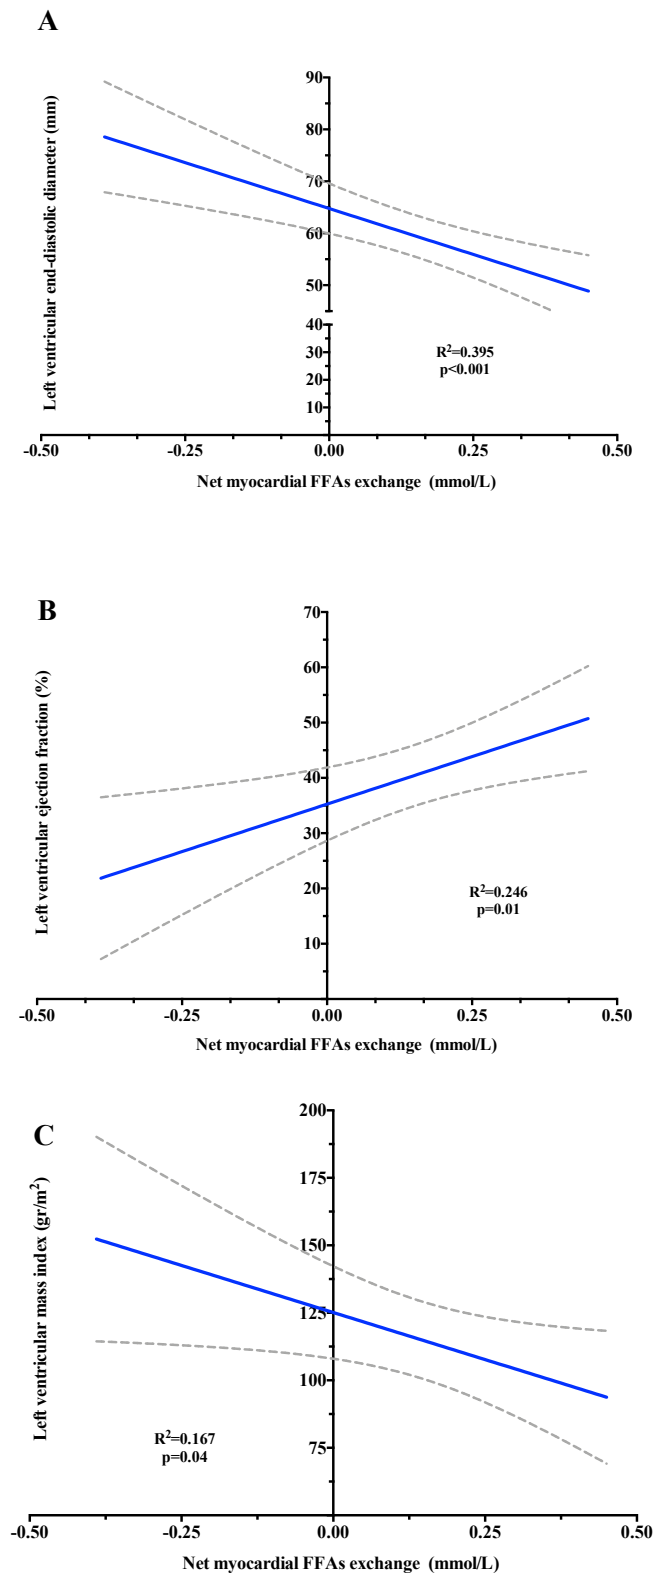 A
Left ventricular end-diastolic diameter (mm)
90
80
70
60
50
40
30
20
10
R²=0.395
p<0.001
-0.50 -0.25 0.00 0.25 0.50
Net myocardial FFAs exchange (mmol/L)
B
Left ventricular ejection fraction (%)
70
60
50
40
30
20
10
R²=0.246
p=0.01
-0.50 -0.25 0.00 0.25 0.50
Net myocardial FFAs exchange (mmol/L)
C
Left ventricular mass index (gr/m²)
200
175
150
125
100
75
R²=0.167
p=0.04
-0.50 -0.25 0.00 0.25 0.50
Net myocardial FFAs exchange (mmol/L)